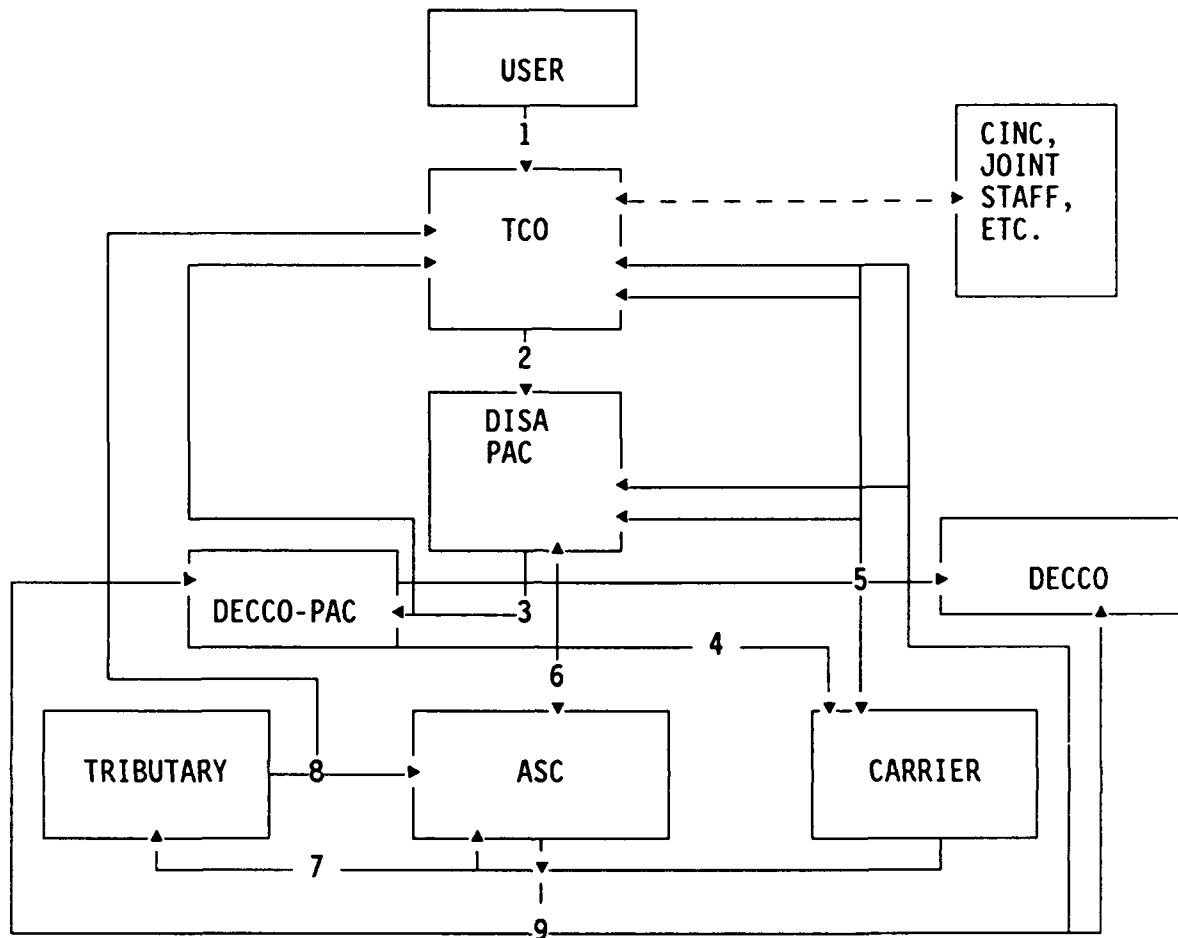 USER
1
CINC,
JOINT
STAFF,
ETC.
TCO
2
DISA
PAC
5
DECCO
3
DECCO-PAC
4
6
TRIBUTARY
8
ASC
CARRIER
7
9